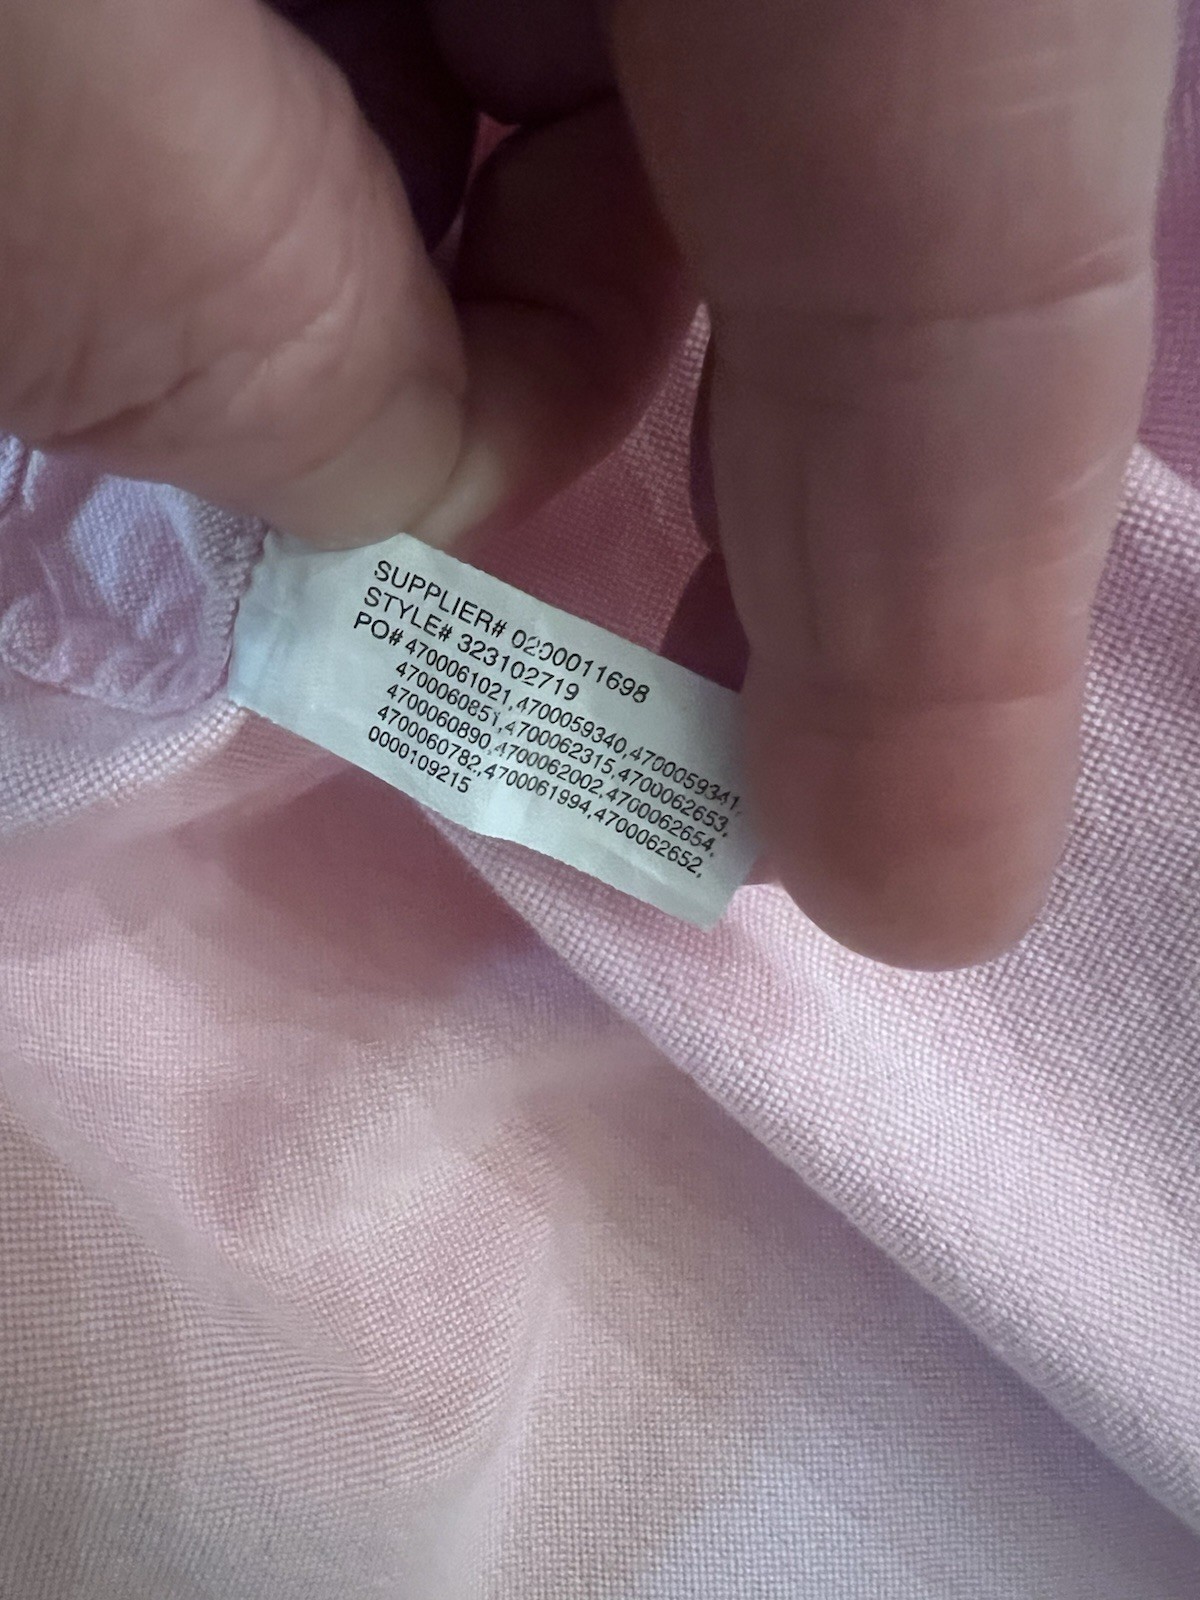 SUPPLIER# 0200011698
STYLE# 323102719
PO# 4700061021,4700059340,4700059341,
4700060851,4700062315,4700062653,
4700060890,4700062002,4700062654,
4700060782,4700061994,4700062652,
0000109215